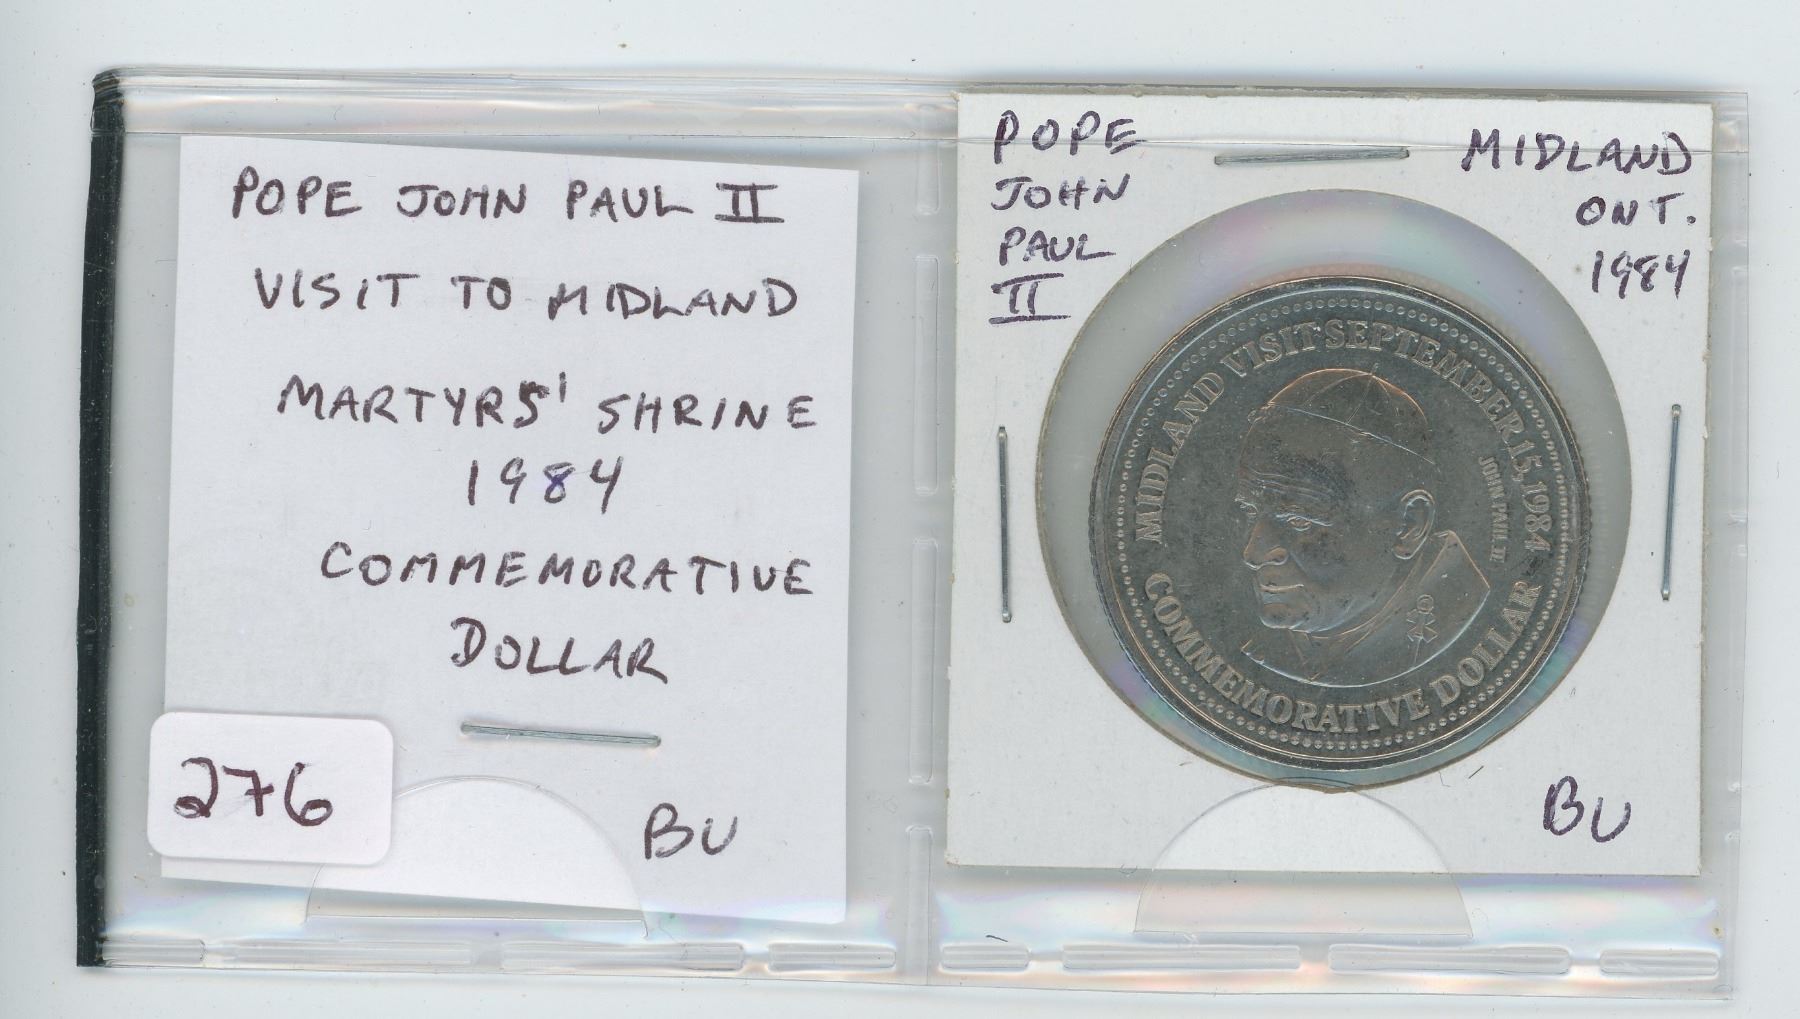 POPE JOHN PAUL II
VISIT TO MIDLAND
MARTYRS' SHRINE
1984
COMMEMORATIVE
DOLLAR
276
BU
POPE
JOHN
PAUL
II
MIDLAND
ONT.
1984
MIDLAND VISIT SEPTEMBER 15, 1984
JOHN PAUL II
COMMEMORATIVE DOLLAR
BU